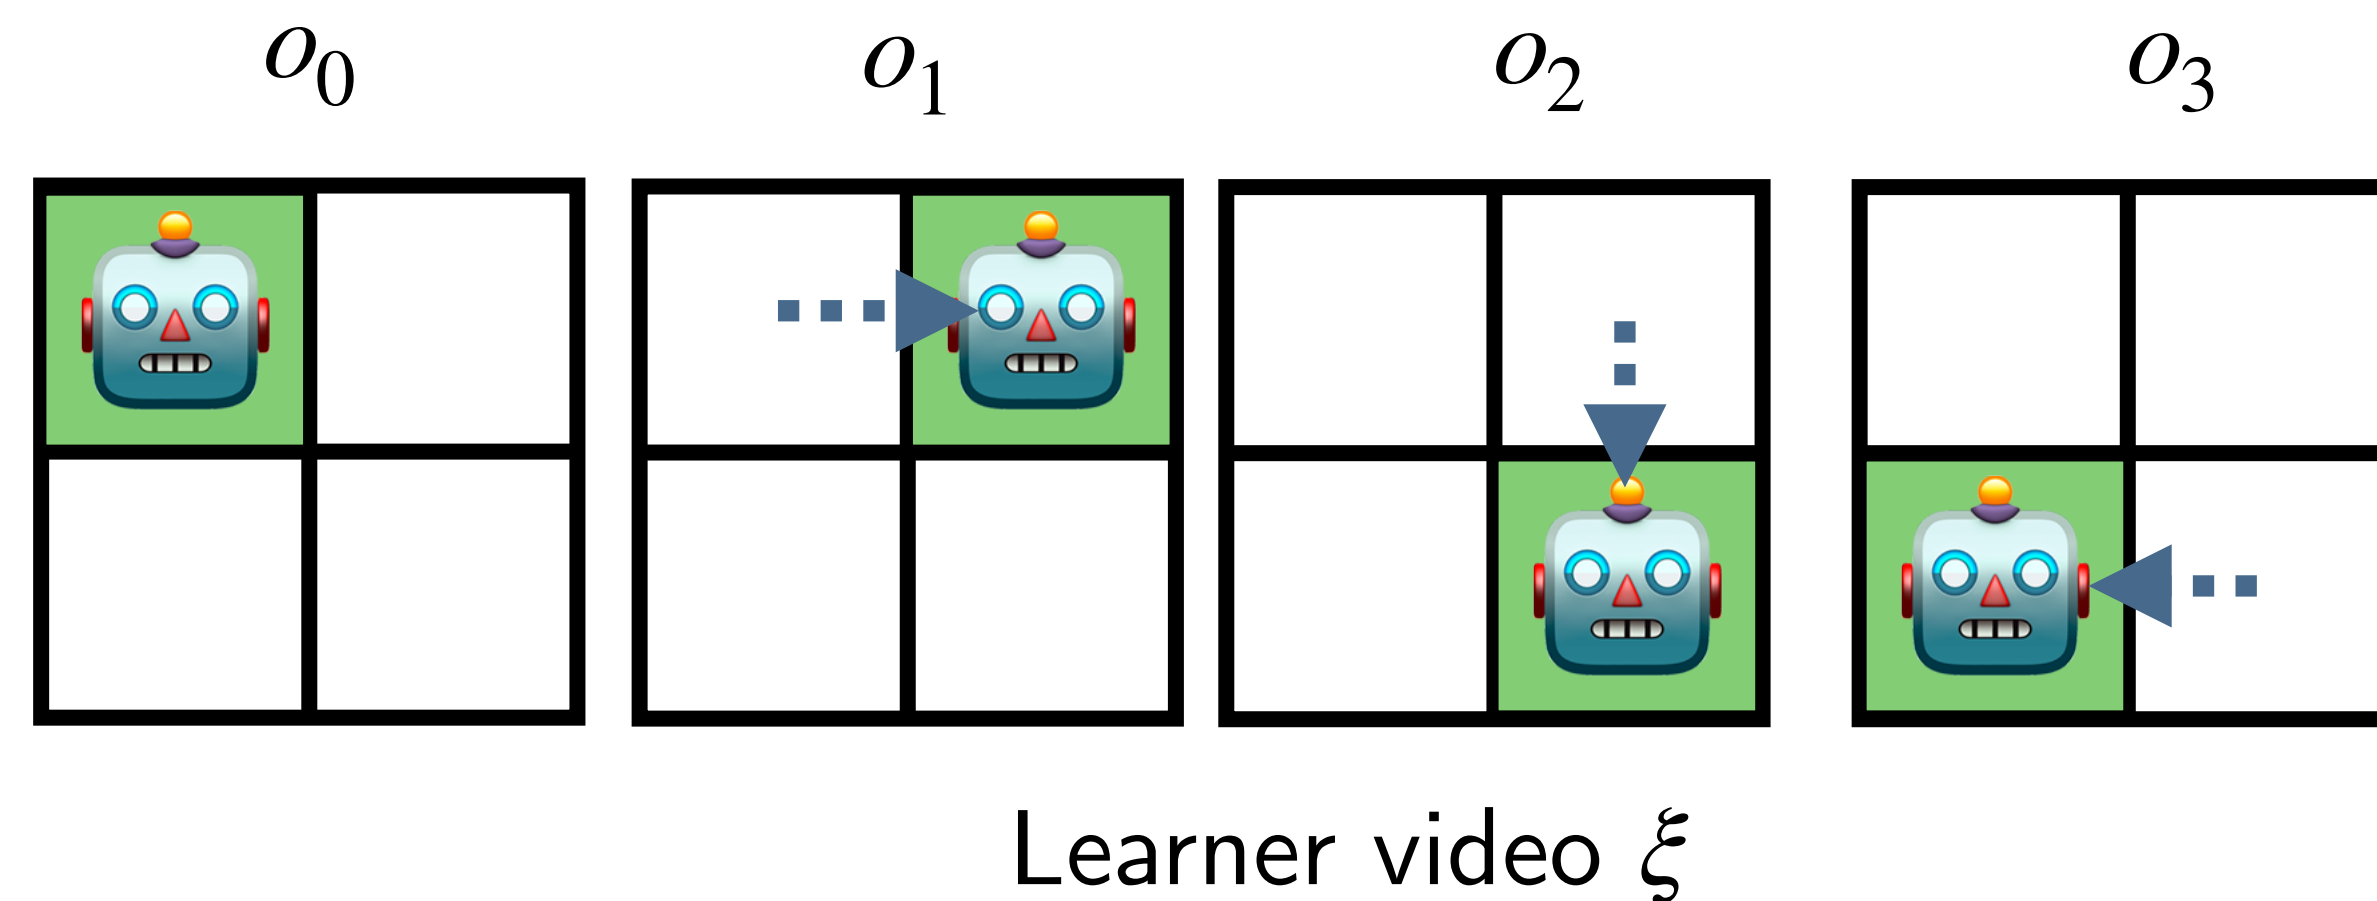 o₀ o₁ o₂ o₃
Learner video ξ